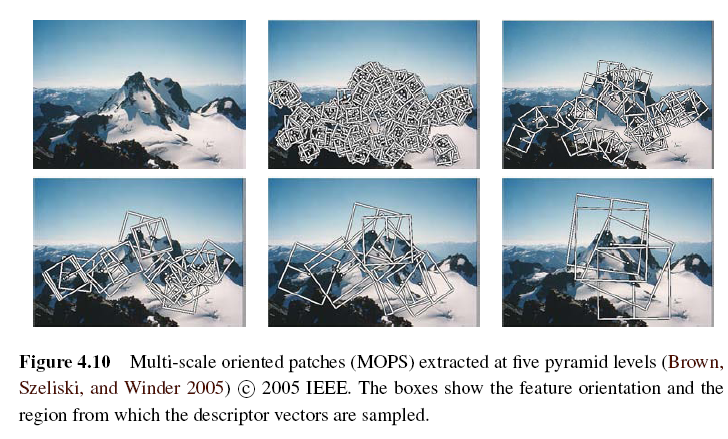 Figure 4.10 Multi-scale oriented patches (MOPS) extracted at five pyramid levels (Brown,
Szeliski, and Winder 2005) © 2005 IEEE. The boxes show the feature orientation and the
region from which the descriptor vectors are sampled.